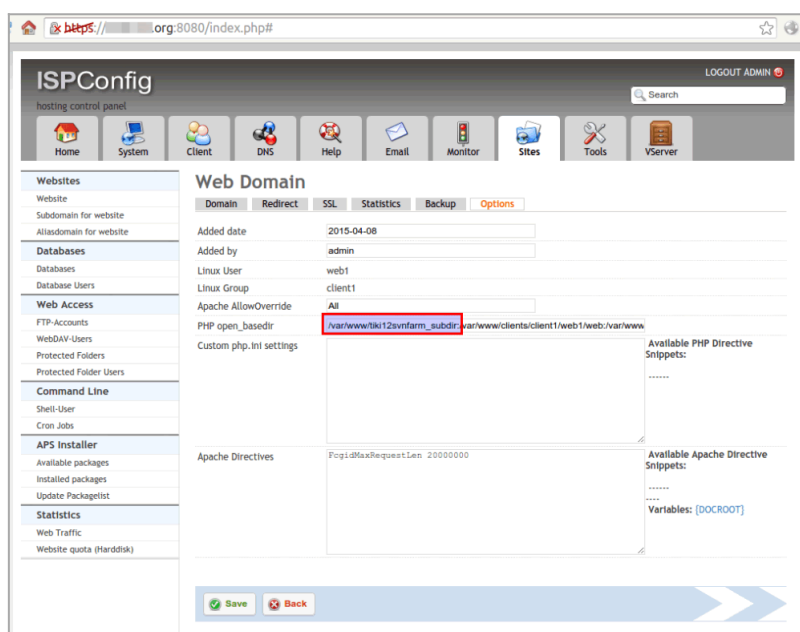 https://
.org:8080/index.php#
ISPConfig
hosting control panel
LOGOUT ADMIN
Search
Home System Client DNS Help Email Monitor Sites Tools VServer
Websites
Website
Subdomain for website
Aliasdomain for website
Databases
Databases
Database Users
Web Access
FTP-Accounts
WebDAV-Users
Protected Folders
Protected Folder Users
Command Line
Shell-User
Cron Jobs
APS Installer
Available packages
Installed packages
Update Packagelist
Statistics
Web Traffic
Website quota (Harddisk)
Web Domain
Domain Redirect SSL Statistics Backup Options
Added date 2015-04-08
Added by admin
Linux User web1
Linux Group client1
Apache AllowOverride All
PHP open_basedir /var/www/tiki12svnfarm_subdir:/var/www/clients/client1/web1/web:/var/www
Custom php.ini settings
Available PHP Directive
Snippets:
------
Apache Directives
FcgidMaxRequestLen 20000000
Available Apache Directive
Snippets:
------
----
Variables: {DOCROOT}
Save Back